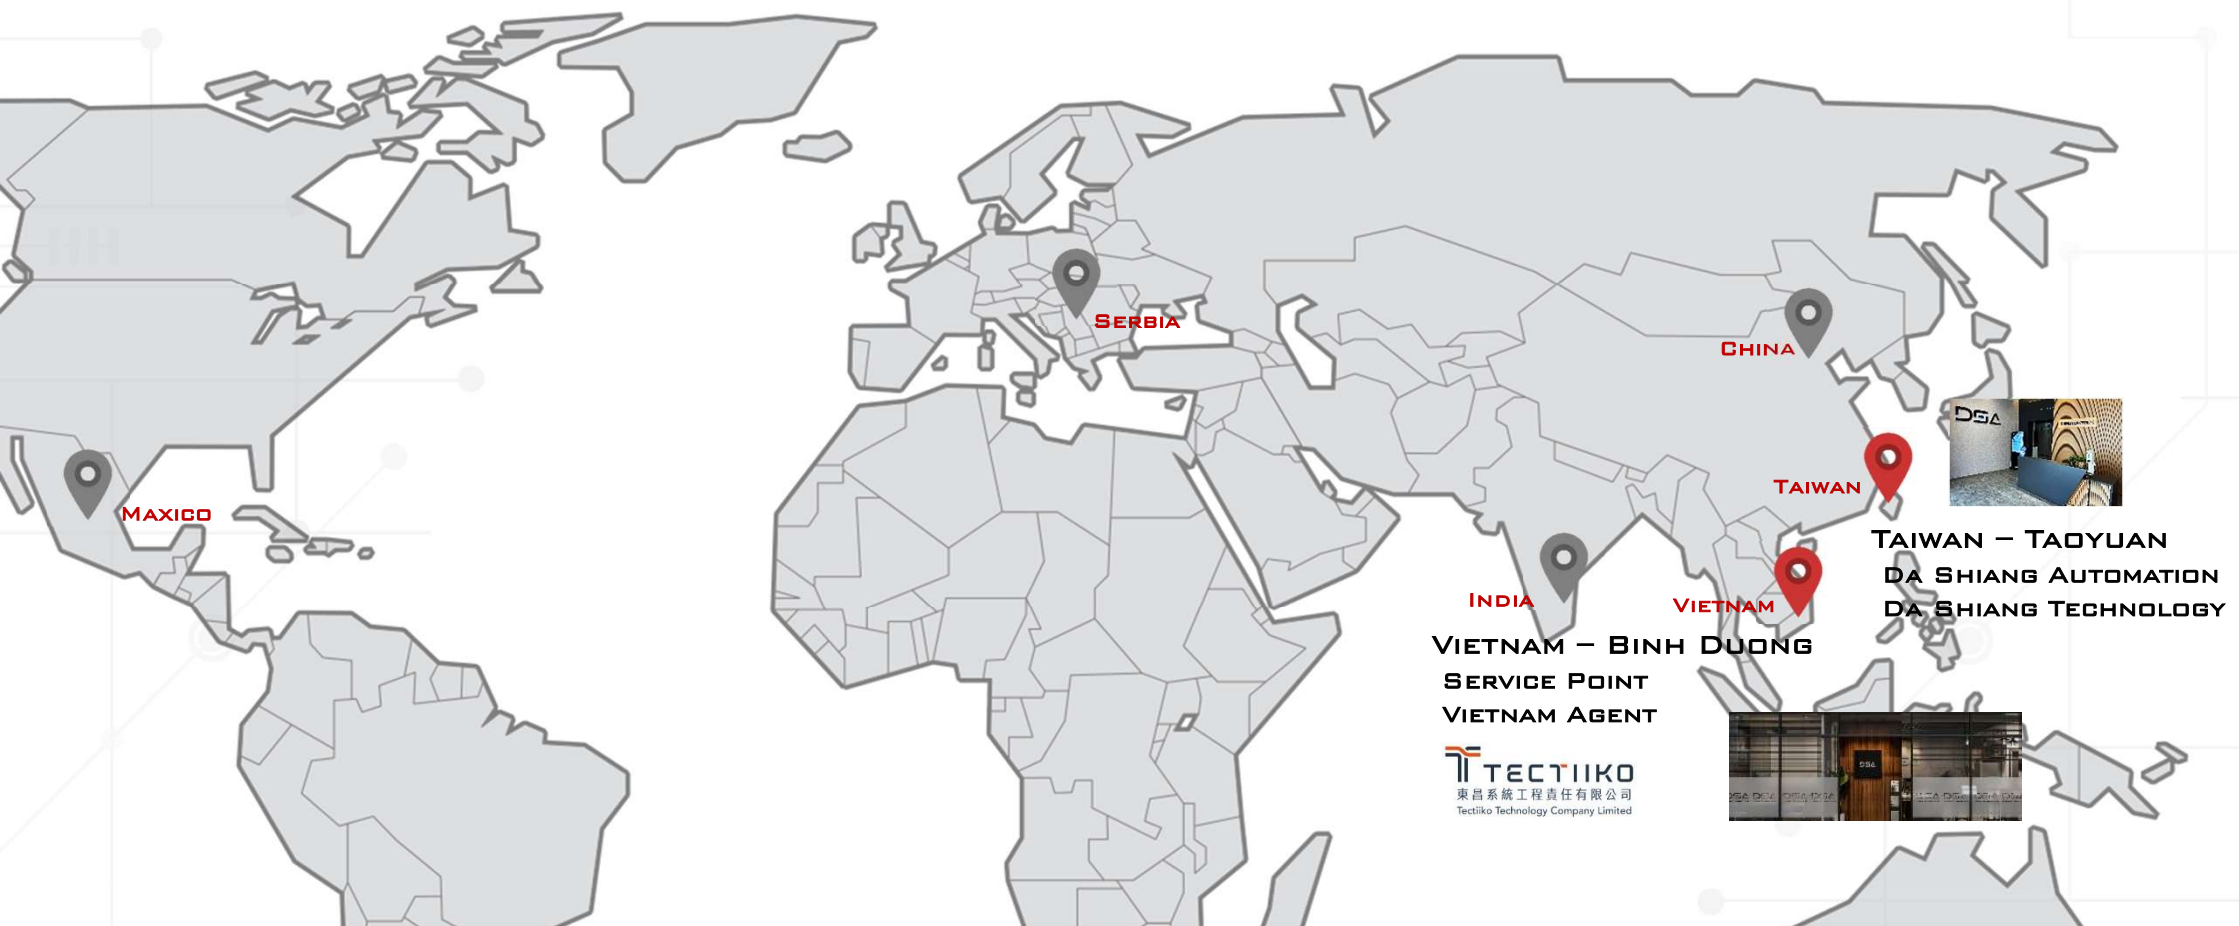 SERBIA
CHINA
MAXICO
TAIWAN
INDIA
VIETNAM
DSA
TAIWAN – TAOYUAN
DA SHIANG AUTOMATION
DA SHIANG TECHNOLOGY
VIETNAM – BINH DUONG
SERVICE POINT
VIETNAM AGENT
TECTIIKO
東昌系統工程責任有限公司
Tectiiko Technology Company Limited
DSA